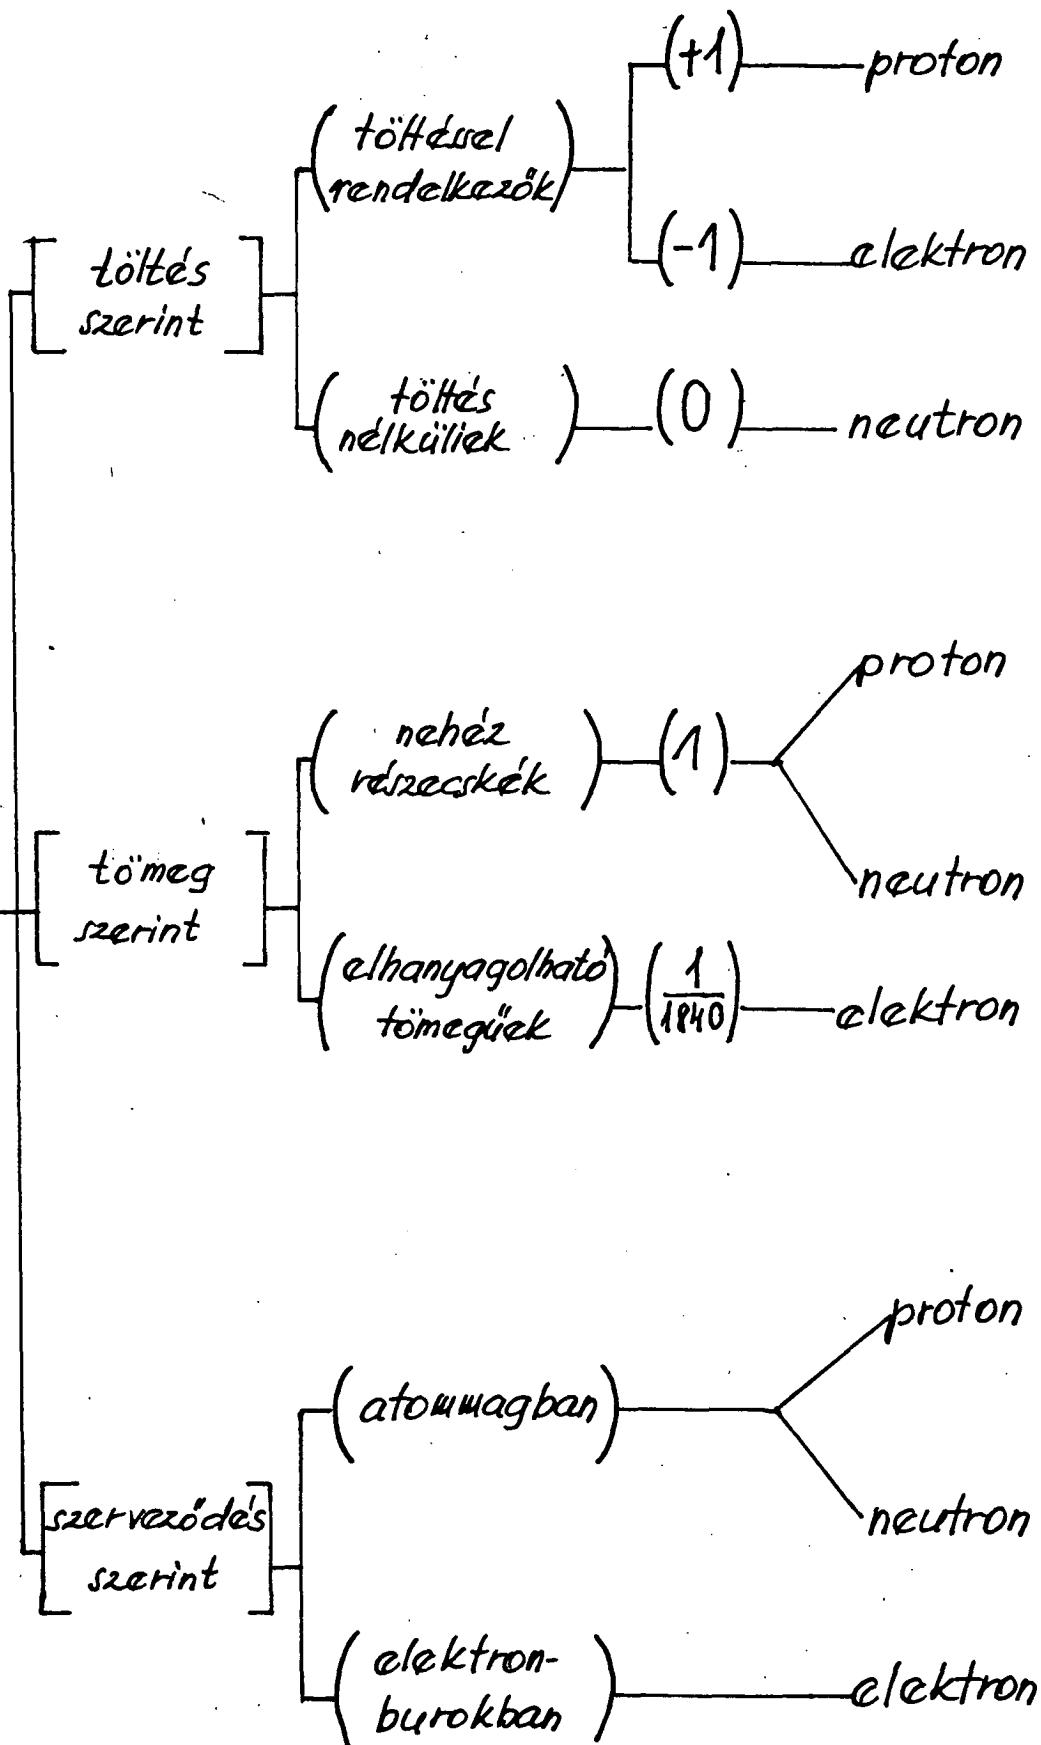 (+1)
proton
(töltéssel
rendelkezők)
(-1)
elektron
[töltés
szerint]
(töltés
nélküliek)
(0)
neutron
proton
(nehéz
részecskék)
(1)
neutron
[tömeg
szerint]
(elhanyagolható
tömegűek)
(1
1840)
elektron
proton
(atommagban)
neutron
[szerveződés
szerint]
(elektron-
burokban)
elektron